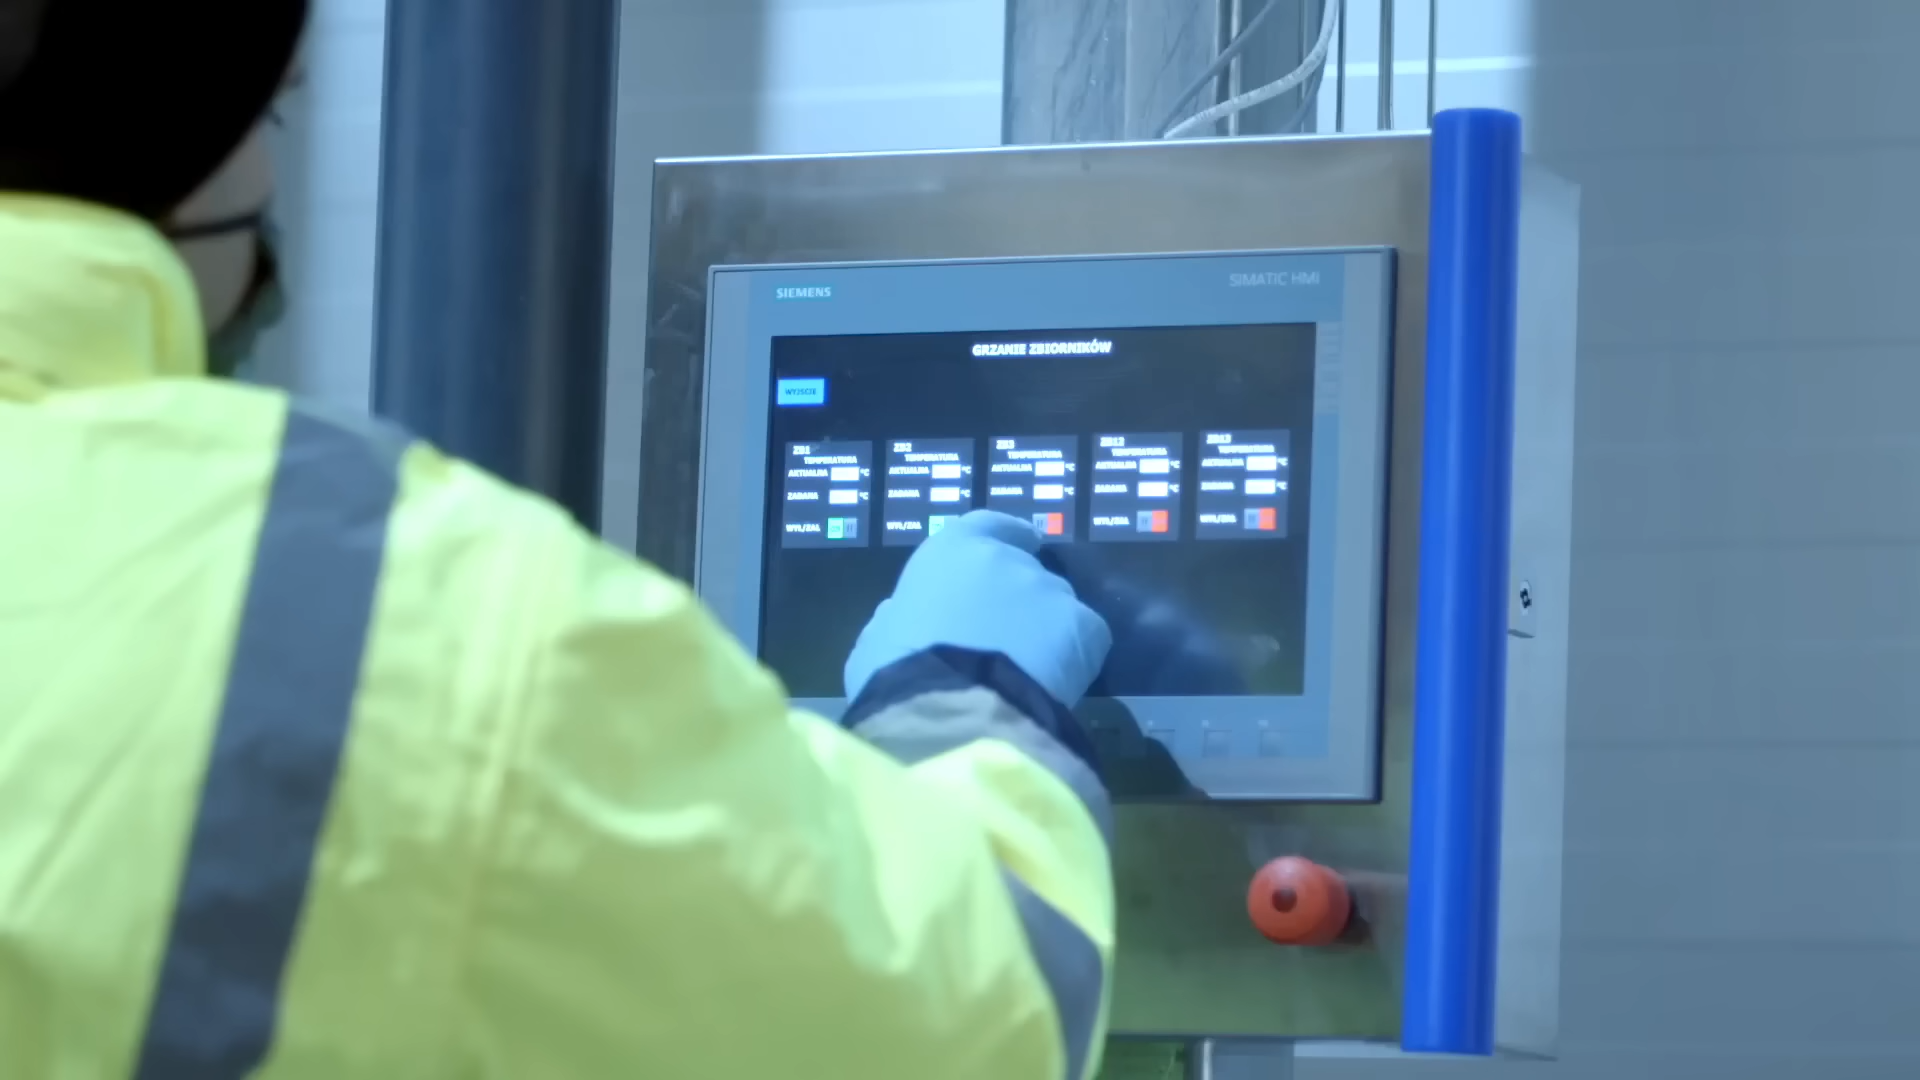 SIEMENS
SIMATIC HMI
GRZANIE ZBIORNIKÓW
WYJŚCIE
ZB1
TEMPERATURA
AKTUALNA °C
ZADANA °C
WYŁ/ZAŁ
ZB2
TEMPERATURA
AKTUALNA °C
ZADANA °C
WYŁ/ZAŁ
ZB3
TEMPERATURA
AKTUALNA °C
ZADANA °C
ZB12
TEMPERATURA
AKTUALNA °C
ZADANA °C
WYŁ/ZAŁ
ZB13
TEMPERATURA
AKTUALNA °C
ZADANA °C
WYŁ/ZAŁ